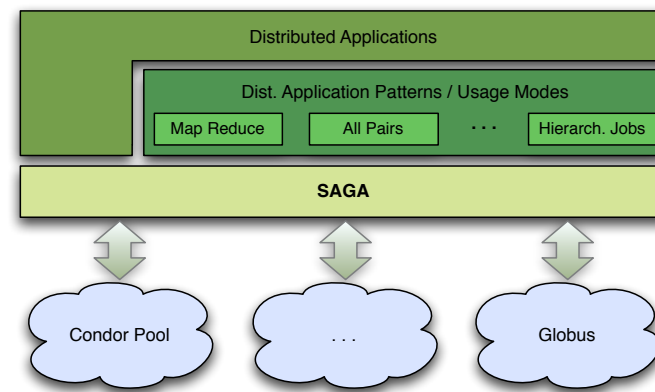 Distributed Applications
Dist. Application Patterns / Usage Modes
Map Reduce All Pairs . . . Hierarch. Jobs
SAGA
Condor Pool . . . Globus